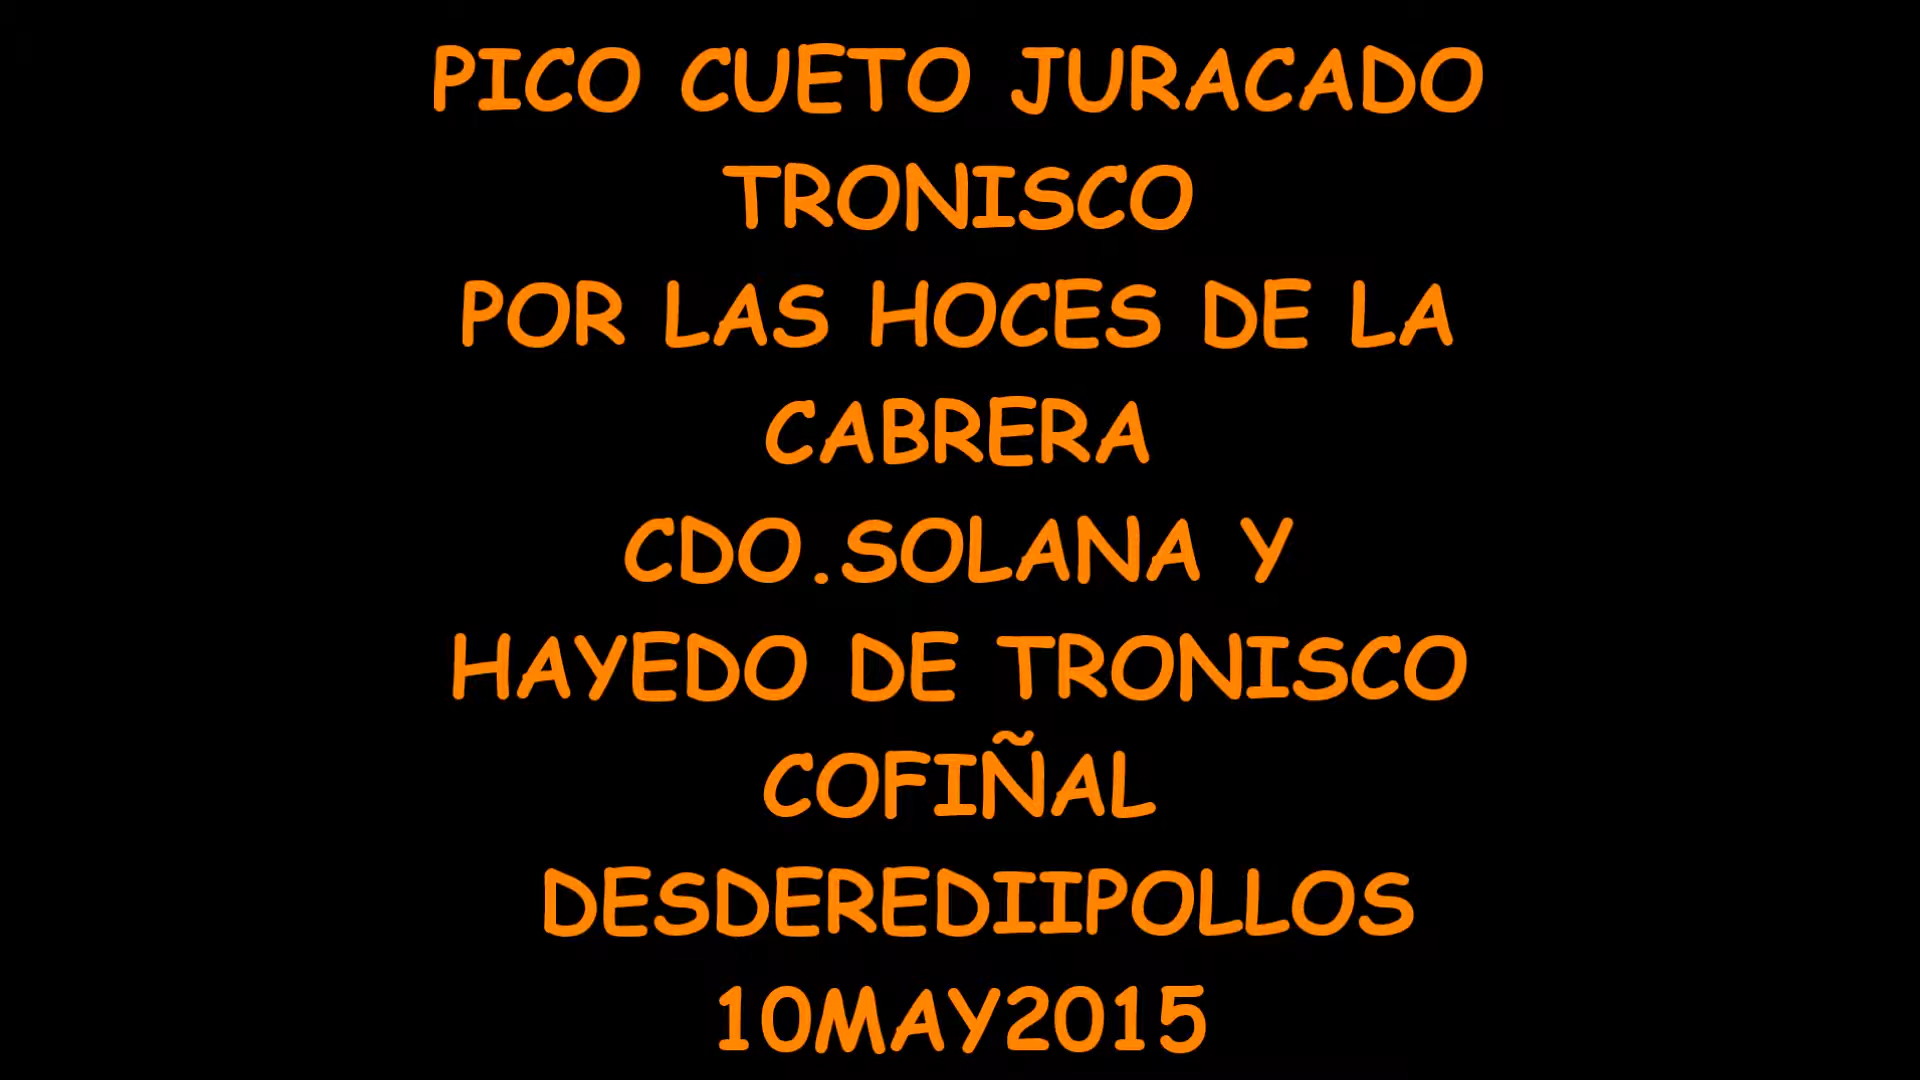 PICO CUETO JURACADO
TRONISCO
POR LAS HOCES DE LA
CABRERA
CDO.SOLANA Y
HAYEDO DE TRONISCO
COFIÑAL
DESDEREDIIPOLLOS
10MAY2015